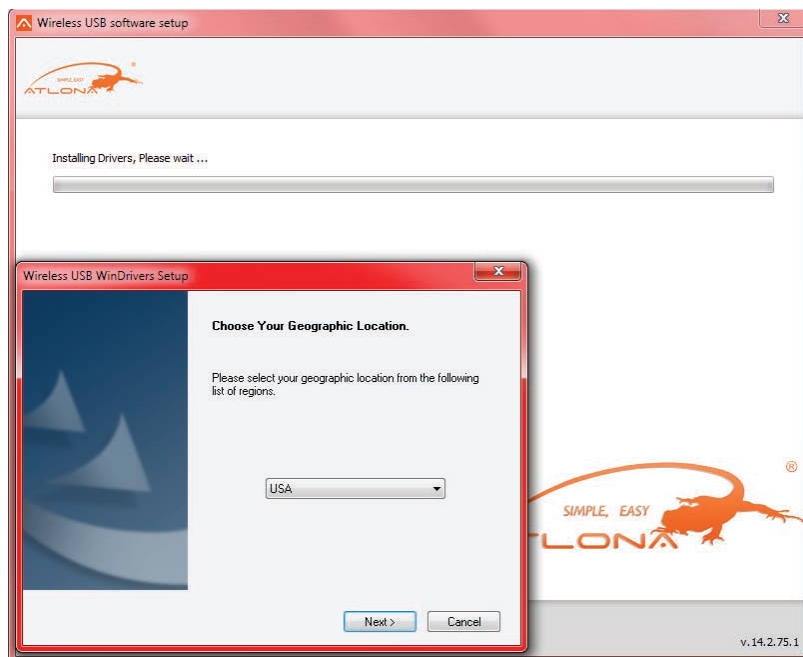 Wireless USB software setup
SIMPLE, EASY
ATLONA
®
Installing Drivers, Please wait ...
Wireless USB WinDrivers Setup
Choose Your Geographic Location.
Please select your geographic location from the following
list of regions.
USA
®
SIMPLE, EASY
TLONA
Next >
Cancel
v.14.2.75.1